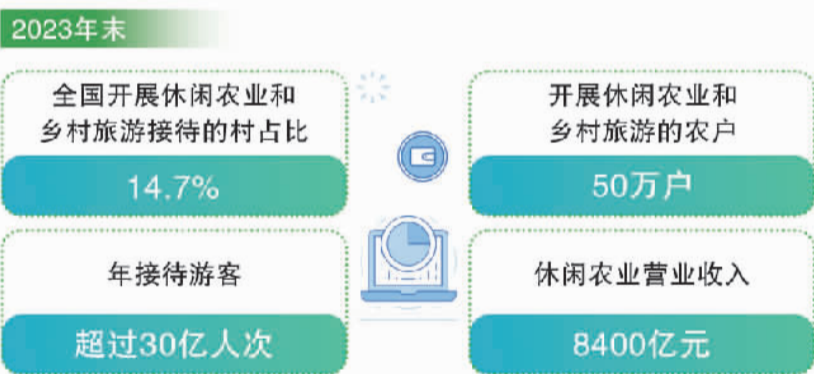 2023年末
全国开展休闲农业和
乡村旅游接待的村占比
14.7%
开展休闲农业和
乡村旅游的农户
50万户
年接待游客
超过30亿人次
休闲农业营业收入
8400亿元